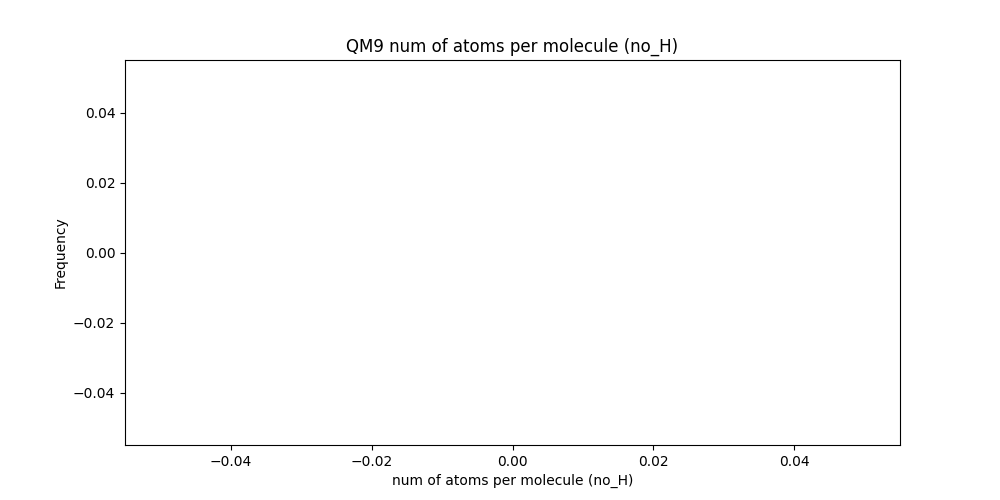 QM9 num of atoms per molecule (no_H)
0.04
0.02
0.00
−0.02
−0.04
Frequency
−0.04 −0.02 0.00 0.02 0.04
num of atoms per molecule (no_H)